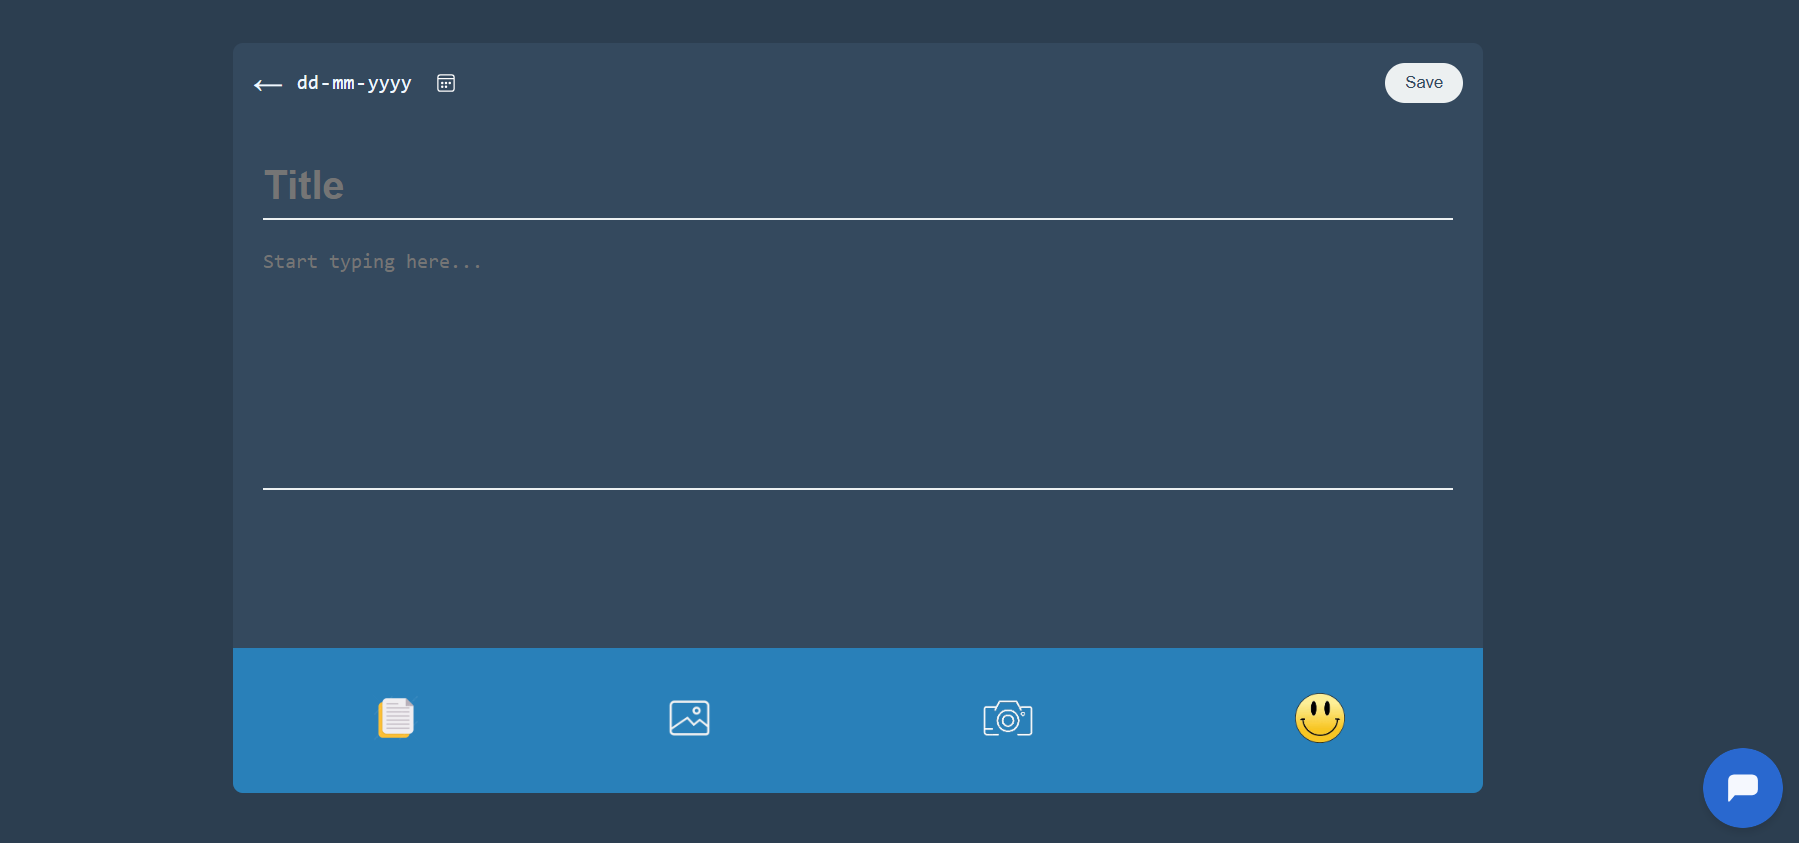 dd-mm-yyyy
Save
Title
Start typing here...